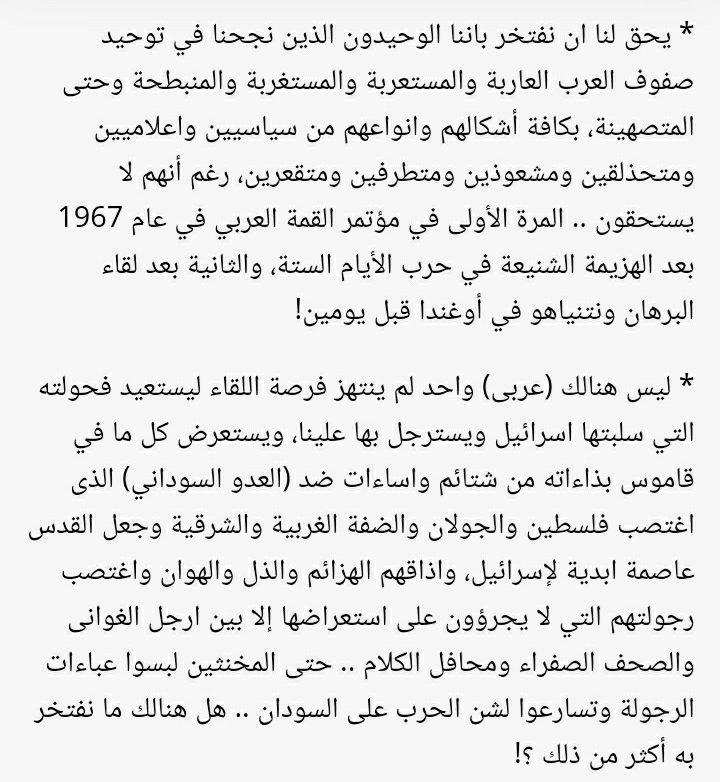 * يحق لنا ان نفتخر باننا الوحيدون الذين نجحنا في توحيد
صفوف العرب العاربة والمستعربة والمستغربة والمنبطحة وحتى
المتصهينة، بكافة أشكالهم وانواعهم من سياسيين واعلاميين
ومتحذلقين ومشعوذين ومتطرفين ومتقعرين، رغم أنهم لا
يستحقون .. المرة الأولى في مؤتمر القمة العربي في عام 1967
بعد الهزيمة الشنيعة في حرب الأيام الستة، والثانية بعد لقاء
البرهان ونتنياهو في أوغندا قبل يومين!
* ليس هنالك (عربى) واحد لم ينتهز فرصة اللقاء ليستعيد فحولته
التي سلبتها اسرائيل ويسترجل بها علينا، ويستعرض كل ما في
قاموس بذاءاته من شتائم واساءات ضد (العدو السوداني) الذى
اغتصب فلسطين والجولان والضفة الغربية والشرقية وجعل القدس
عاصمة ابدية لإسرائيل، واذاقهم الهزائم والذل والهوان واغتصب
رجولتهم التي لا يجرؤون على استعراضها إلا بين ارجل الغوانى
والصحف الصفراء ومحافل الكلام .. حتى المخنثين لبسوا عباءات
الرجولة وتسارعوا لشن الحرب على السودان .. هل هنالك ما نفتخر
به أكثر من ذلك ؟!